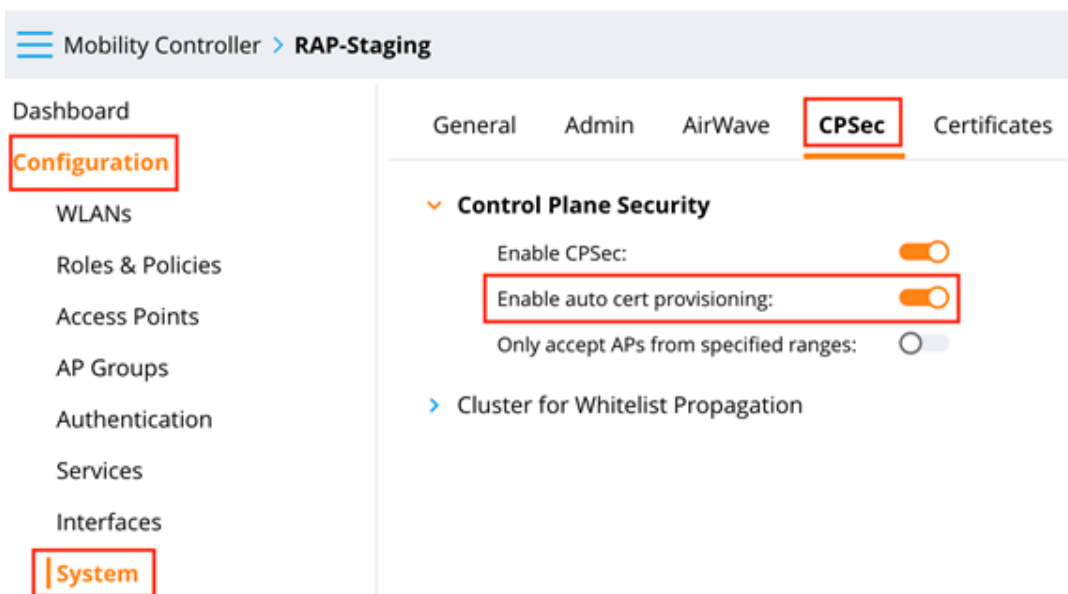 Mobility Controller > RAP-Staging
Dashboard
Configuration
WLANs
Roles & Policies
Access Points
AP Groups
Authentication
Services
Interfaces
System
General Admin AirWave CPSec Certificates
Control Plane Security
Enable CPSec:
Enable auto cert provisioning:
Only accept APs from specified ranges:
Cluster for Whitelist Propagation